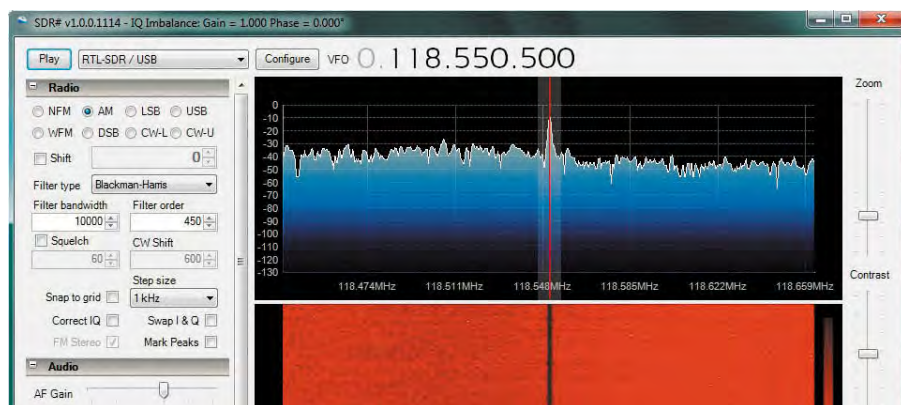 SDR# v1.0.0.1114 - IQ Imbalance: Gain = 1.000 Phase = 0.000°
Play RTL-SDR / USB Configure VFO 0.118.550.500
Radio
NFM AM LSB USB
WFM DSB CW-L CW-U
Shift 0
Filter type Blackman-Harris
Filter bandwidth Filter order
10000 450
Squelch CW Shift
60 600
Step size
Snap to grid 1 kHz
Correct IQ Swap I & Q
FM Stereo Mark Peaks
Audio
AF Gain
0
-10
-20
-30
-40
-50
-60
-70
-80
-90
-100
-110
-120
-130
118.474MHz 118.511MHz 118.548MHz 118.585MHz 118.622MHz 118.659MHz
Zoom
Contrast